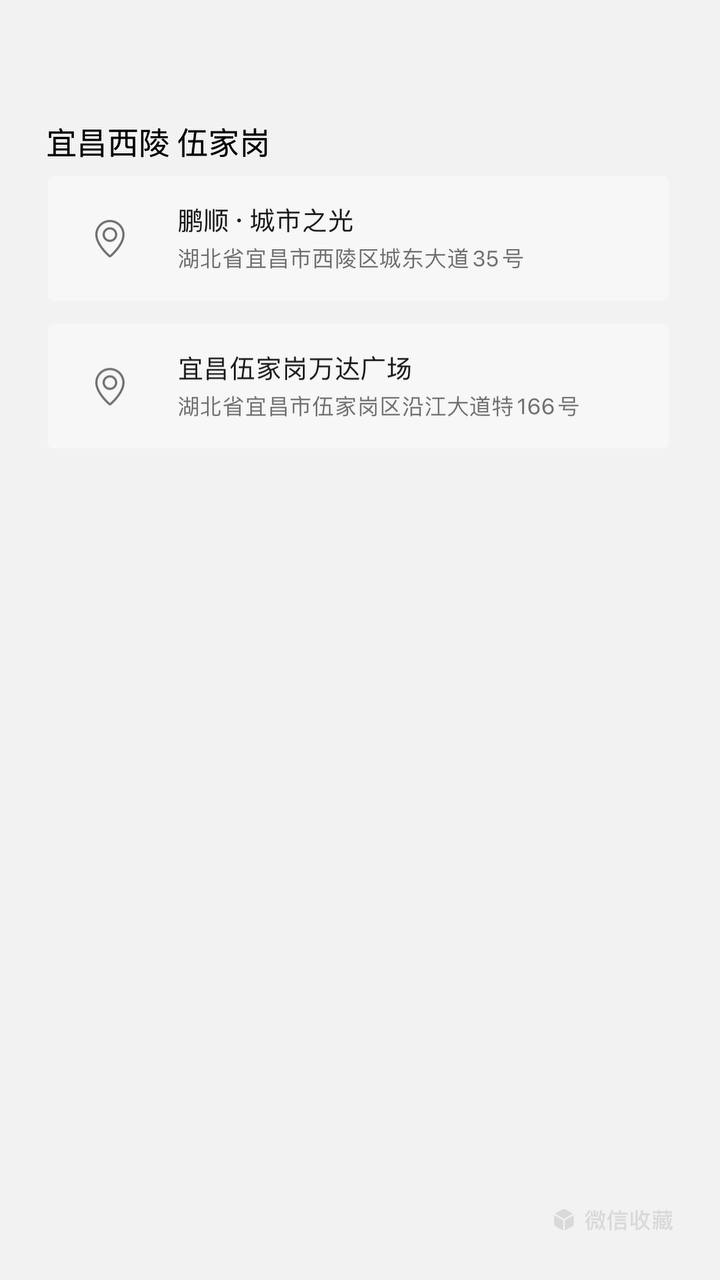 宜昌西陵 伍家岗
鹏顺·城市之光
湖北省宜昌市西陵区城东大道35号
宜昌伍家岗万达广场
湖北省宜昌市伍家岗区沿江大道特166号
微信收藏